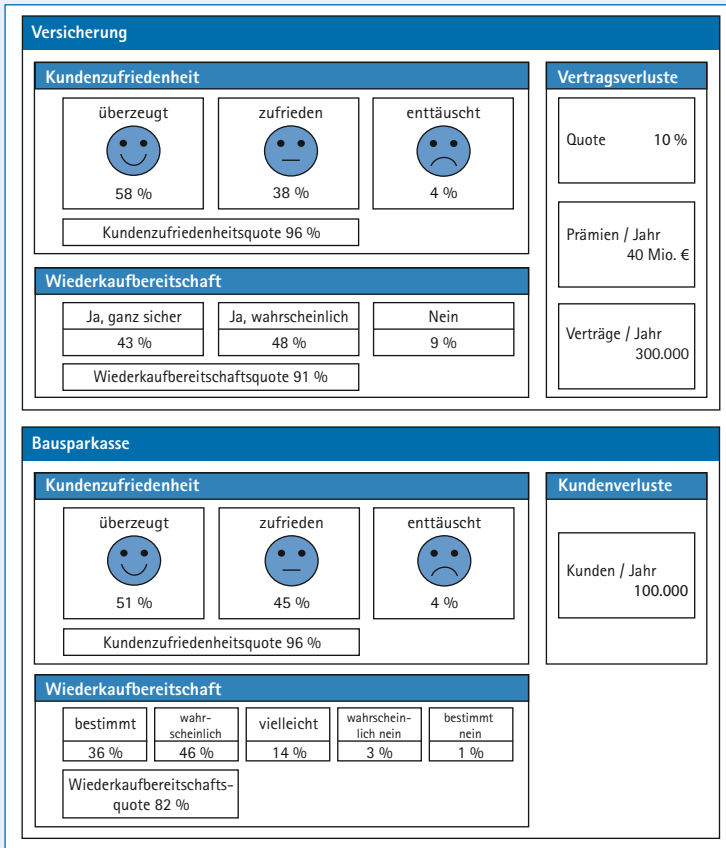 Versicherung
Kundenzufriedenheit
überzeugt
58 %
zufrieden
38 %
enttäuscht
4 %
Kundenzufriedenheitsquote 96 %
Wiederkaufbereitschaft
Ja, ganz sicher
43 %
Ja, wahrscheinlich
48 %
Nein
9 %
Wiederkaufbereitschaftsquote 91 %
Vertragsverluste
Quote 10 %
Prämien / Jahr
40 Mio. €
Verträge / Jahr
300.000
Bausparkasse
Kundenzufriedenheit
überzeugt
51 %
zufrieden
45 %
enttäuscht
4 %
Kundenzufriedenheitsquote 96 %
Wiederkaufbereitschaft
bestimmt
36 %
wahr-
scheinlich
46 %
vielleicht
14 %
wahrschein-
lich nein
3 %
bestimmt
nein
1 %
Wiederkaufbereitschafts-
quote 82 %
Kundenverluste
Kunden / Jahr
100.000